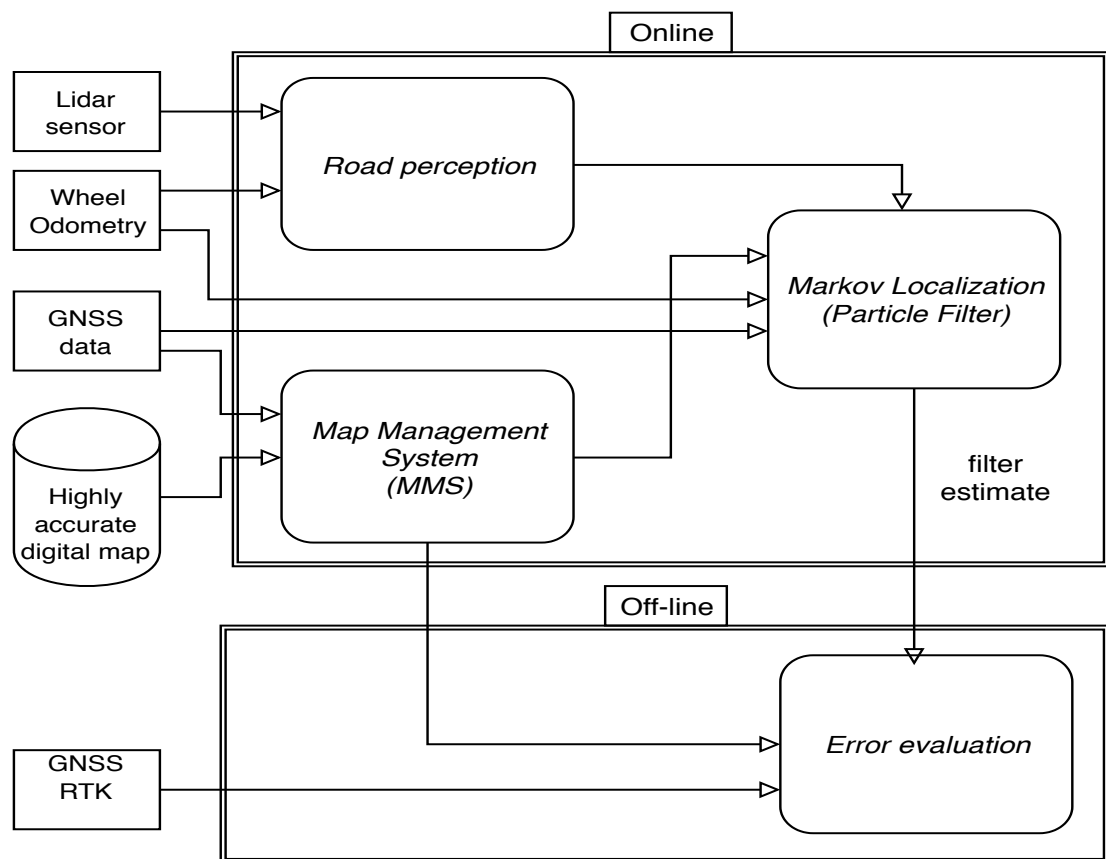 Online
Lidar
sensor
Road perception
Wheel
Odometry
Markov Localization
(Particle Filter)
GNSS
data
Map Management
System
(MMS)
filter
estimate
Highly
accurate
digital map
Off-line
Error evaluation
GNSS
RTK